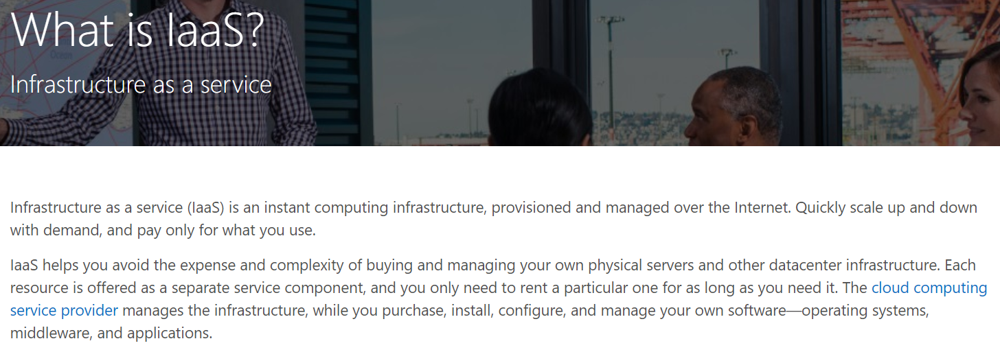 What is IaaS?
Infrastructure as a service
Infrastructure as a service (IaaS) is an instant computing infrastructure, provisioned and managed over the Internet. Quickly scale up and down
with demand, and pay only for what you use.
IaaS helps you avoid the expense and complexity of buying and managing your own physical servers and other datacenter infrastructure. Each
resource is offered as a separate service component, and you only need to rent a particular one for as long as you need it. The cloud computing
service provider manages the infrastructure, while you purchase, install, configure, and manage your own software—operating systems,
middleware, and applications.